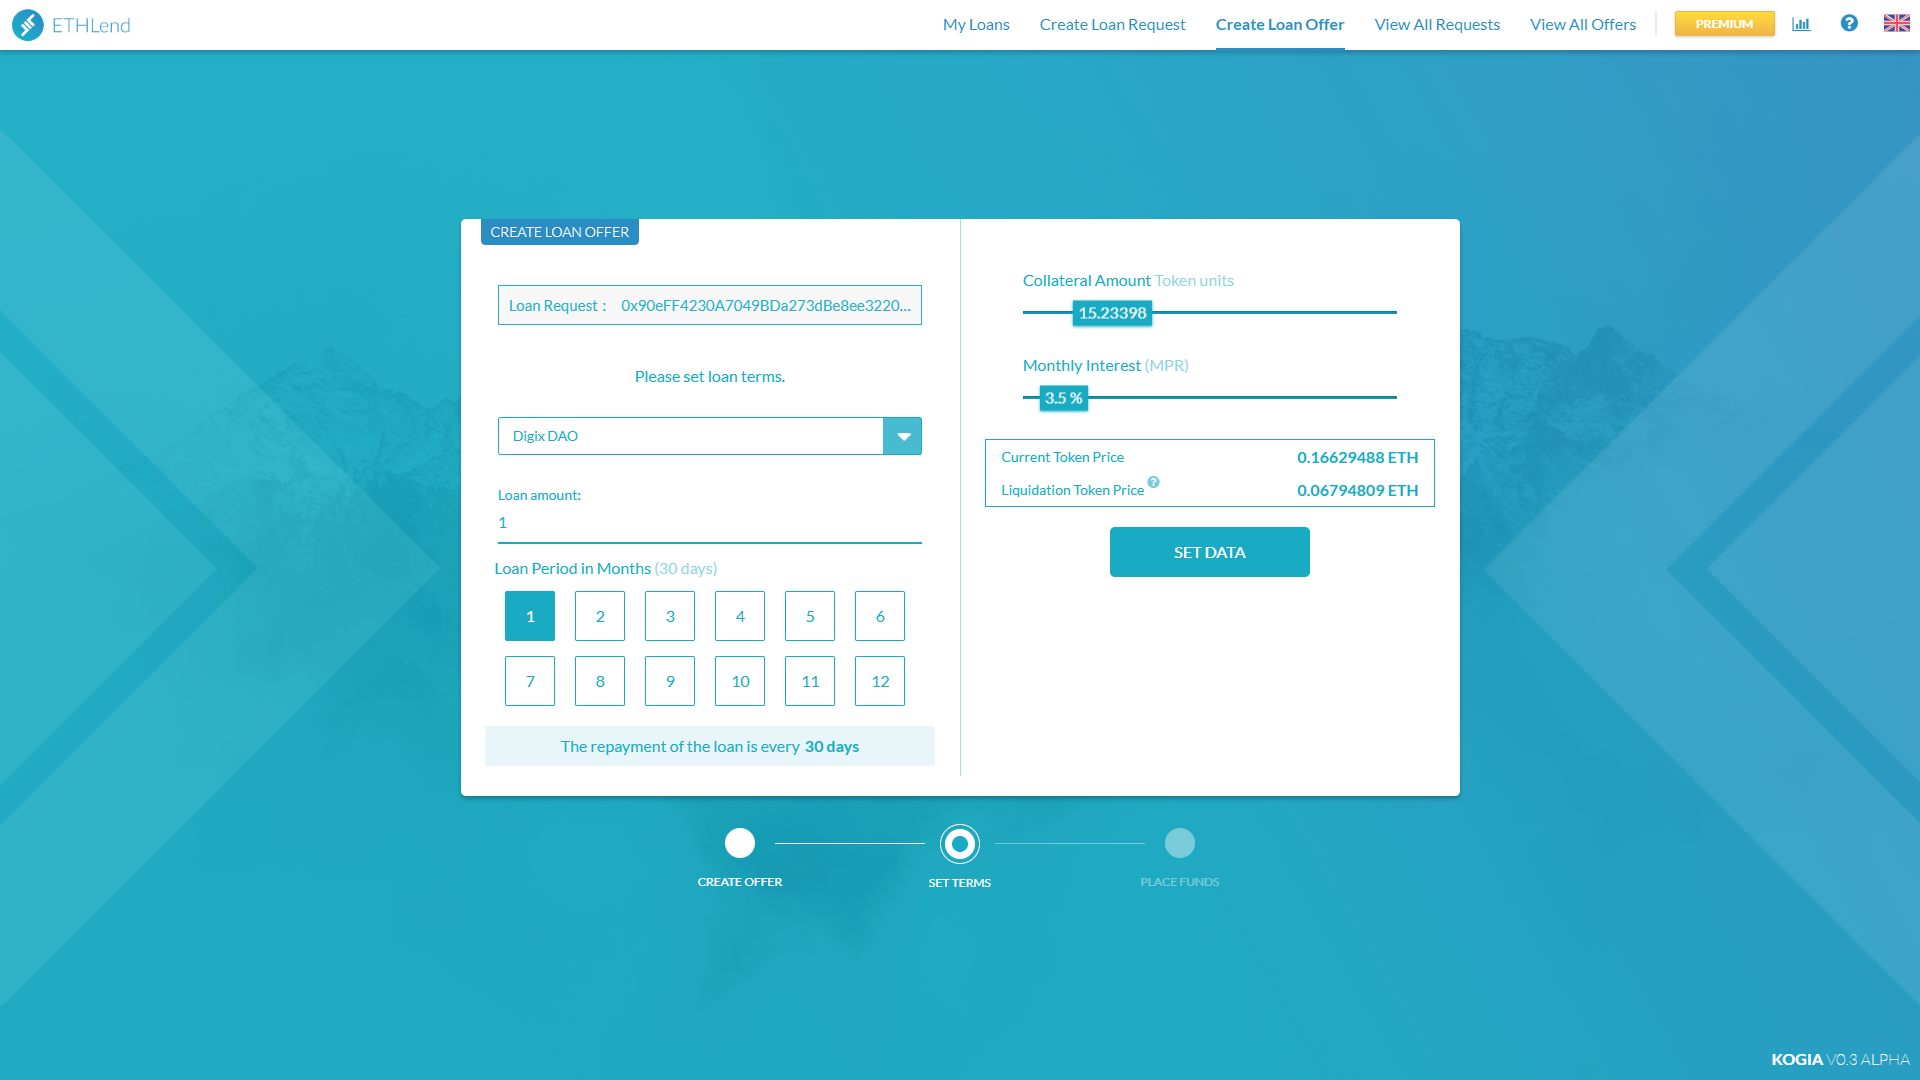 ETHLend
My Loans
Create Loan Request
Create Loan Offer
View All Requests
View All Offers
PREMIUM
CREATE LOAN OFFER
Loan Request : 0x90eFF4230A7049BDa273dBe8ee3220...
Please set loan terms.
Digix DAO
Loan amount:
1
Loan Period in Months (30 days)
1 2 3 4 5 6
7 8 9 10 11 12
The repayment of the loan is every 30 days
Collateral Amount Token units
15.23398
Monthly Interest (MPR)
3.5 %
Current Token Price 0.16629488 ETH
Liquidation Token Price ? 0.06794809 ETH
SET DATA
CREATE OFFER
SET TERMS
PLACE FUNDS
KOGIA V0.3 ALPHA